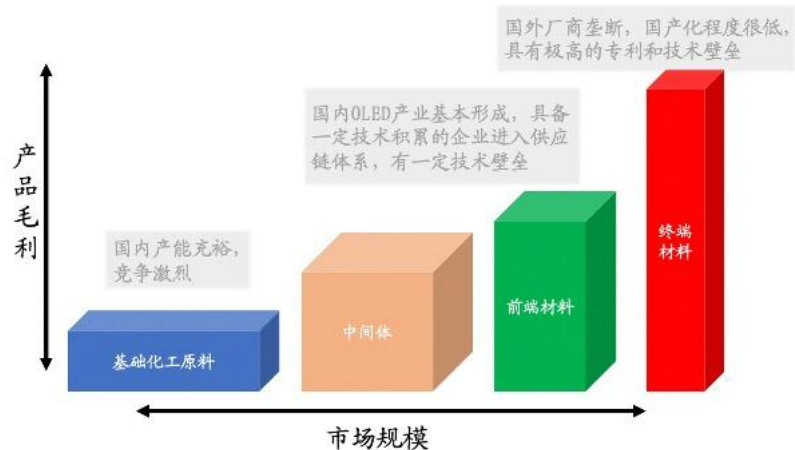 国外厂商垄断，国产化程度很低，
具有极高的专利和技术壁垒
国内OLED产业基本形成，具备
一定技术积累的企业进入供应
链体系，有一定技术壁垒
国内产能充裕，
竞争激烈
产品毛利
基础化工原料
中间体
前端材料
终端
材料
市场规模